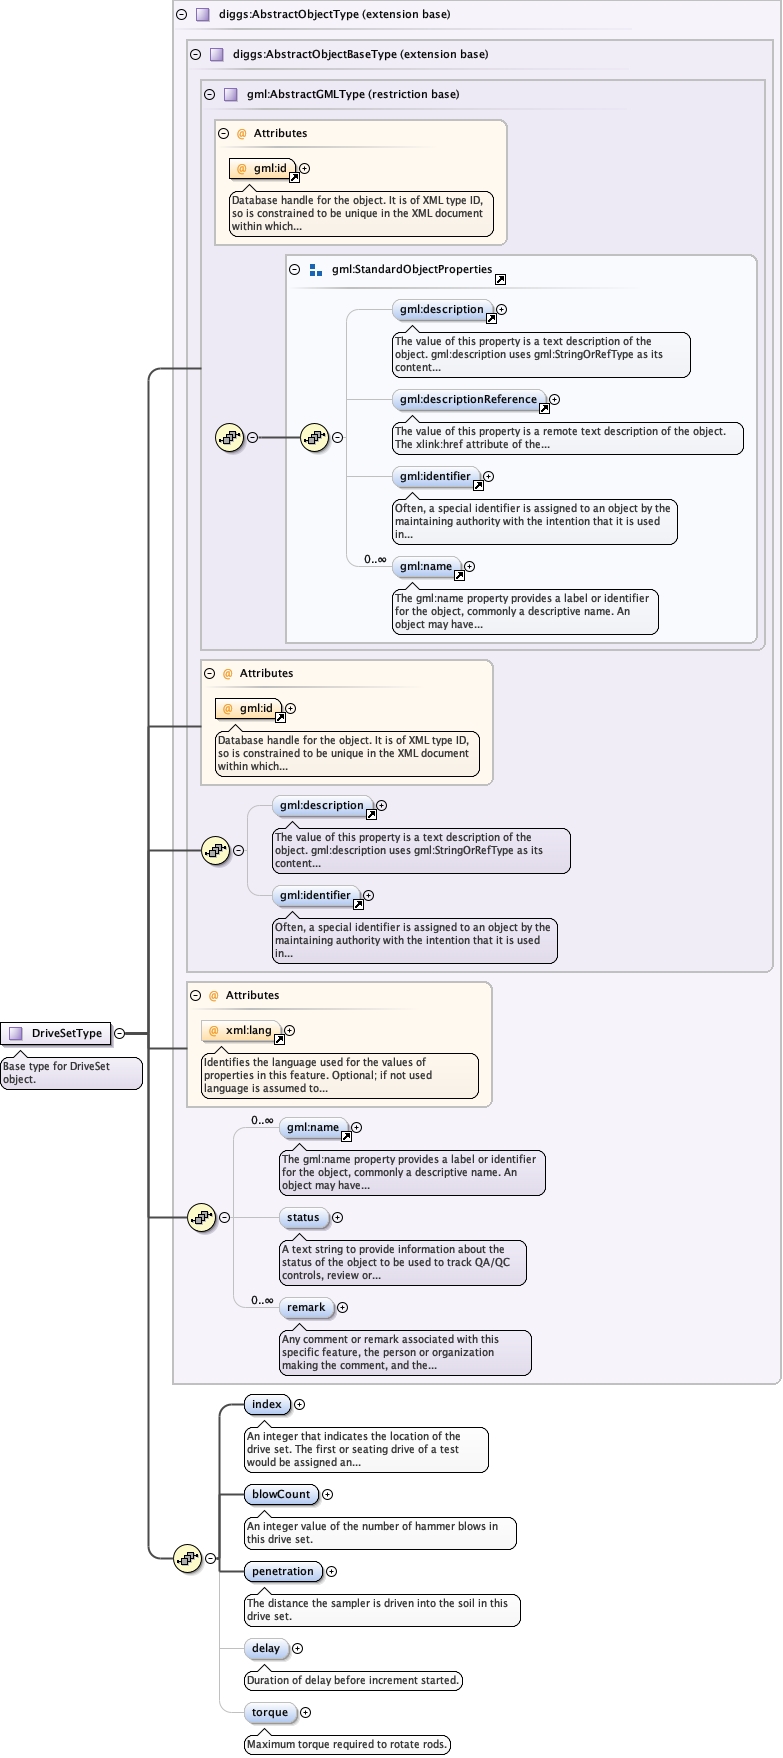 diggs:AbstractObjectType (extension base)
diggs:AbstractObjectBaseType (extension base)
gml:AbstractGMLType (restriction base)
@ Attributes
@ gml:id
Database handle for the object. It is of XML type ID,
so is constrained to be unique in the XML document
within which...
gml:StandardObjectProperties
gml:description
The value of this property is a text description of the
object. gml:description uses gml:StringOrRefType as its
content...
gml:descriptionReference
The value of this property is a remote text description of the object.
The xlink:href attribute of the...
gml:identifier
Often, a special identifier is assigned to an object by the
maintaining authority with the intention that it is used
in...
0..∞
gml:name
The gml:name property provides a label or identifier
for the object, commonly a descriptive name. An
object may have...
@ Attributes
@ gml:id
Database handle for the object. It is of XML type ID,
so is constrained to be unique in the XML document
within which...
gml:description
The value of this property is a text description of the
object. gml:description uses gml:StringOrRefType as its
content...
gml:identifier
Often, a special identifier is assigned to an object by the
maintaining authority with the intention that it is used
in...
@ Attributes
@ xml:lang
Identifies the language used for the values of
properties in this feature. Optional; if not used
language is assumed to...
DriveSetType
Base type for DriveSet
object.
0..∞
gml:name
The gml:name property provides a label or identifier
for the object, commonly a descriptive name. An
object may have...
status
A text string to provide information about the
status of the object to be used to track QA/QC
controls, review or...
0..∞
remark
Any comment or remark associated with this
specific feature, the person or organization
making the comment, and the...
index
An integer that indicates the location of the
drive set. The first or seating drive of a test
would be assigned an...
blowCount
An integer value of the number of hammer blows in
this drive set.
penetration
The distance the sampler is driven into the soil in this
drive set.
delay
Duration of delay before increment started.
torque
Maximum torque required to rotate rods.